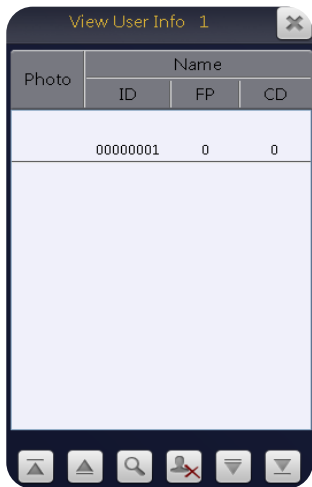 View User Info 1
Photo Name
ID FP CD
00000001 0 0